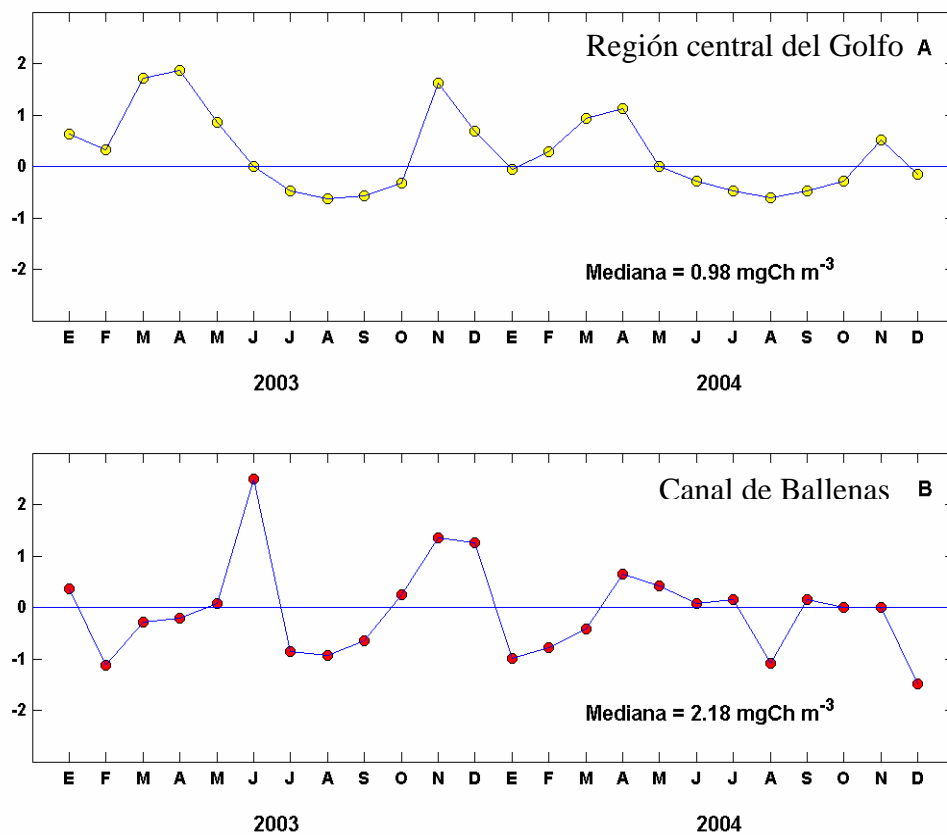 Región central del Golfo A
2
1
0
-1
-2
Mediana = 0.98 mgCh m-3
E F M A M J J A S O N D E F M A M J J A S O N D
2003 2004
Canal de Ballenas B
2
1
0
-1
-2
Mediana = 2.18 mgCh m-3
E F M A M J J A S O N D E F M A M J J A S O N D
2003 2004